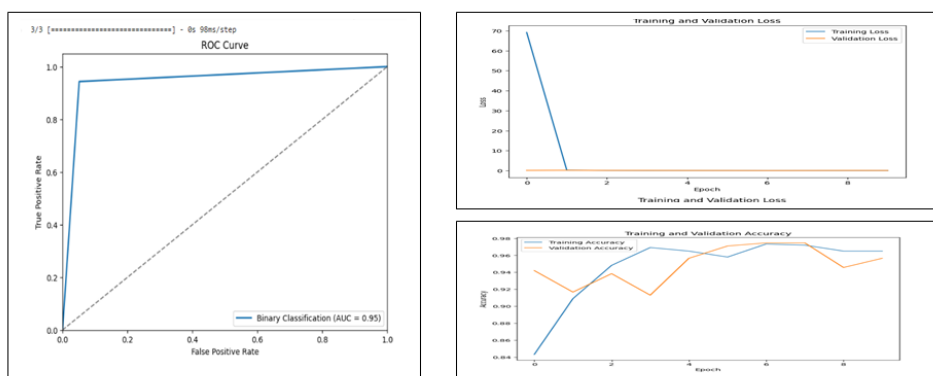 3/3 [==============================] - 0s 98ms/step
ROC Curve
True Positive Rate
1.0
0.8
0.6
0.4
0.2
0.0
0.0 0.2 0.4 0.6 0.8 1.0
False Positive Rate
Binary Classification (AUC = 0.95)
Training and Validation Loss
Training Loss
Validation Loss
Loss
70
60
50
40
30
20
10
0
0 2 4 6 8
Epoch
Training and Validation Loss
Training and Validation Accuracy
Training Accuracy
Validation Accuracy
Accuracy
0.98
0.96
0.94
0.92
0.90
0.88
0.86
0.84
0 2 4 6 8
Epoch